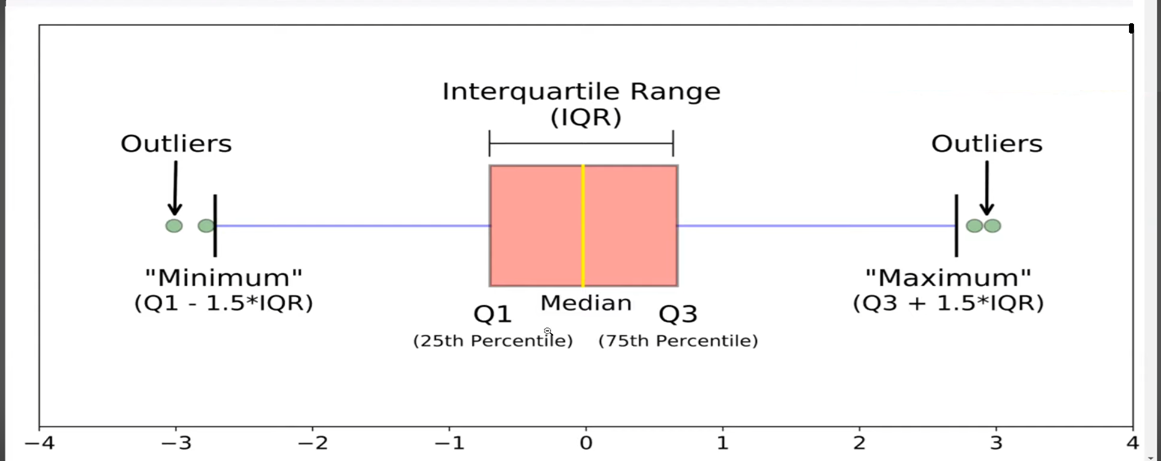 Interquartile Range
(IQR)
Outliers
Outliers
"Minimum"
(Q1 - 1.5*IQR)
"Maximum"
(Q3 + 1.5*IQR)
Q1
Median
Q3
(25th Percentile)
(75th Percentile)
−4 −3 −2 −1 0 1 2 3 4